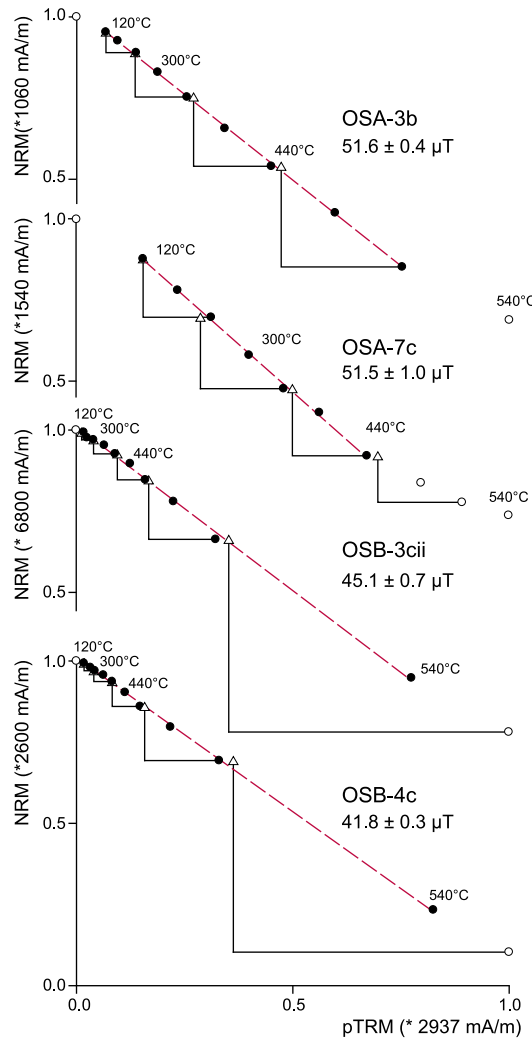 1.0
120°C
300°C
OSA-3b
51.6 ± 0.4 µT
440°C
0.5
NRM(*1060 mA/m)
540°C
1.0
120°C
300°C
OSA-7c
51.5 ± 1.0 µT
0.5
440°C
NRM (*1540 mA/m)
540°C
120°C
1.0
300°C
440°C
OSB-3cii
45.1 ± 0.7 µT
0.5
NRM (* 6800 mA/m)
540°C
120°C
1.0
300°C
440°C
OSB-4c
41.8 ± 0.3 µT
0.5
NRM (*2600 mA/m)
540°C
0.0
0.0
0.5
1.0
pTRM (* 2937 mA/m)